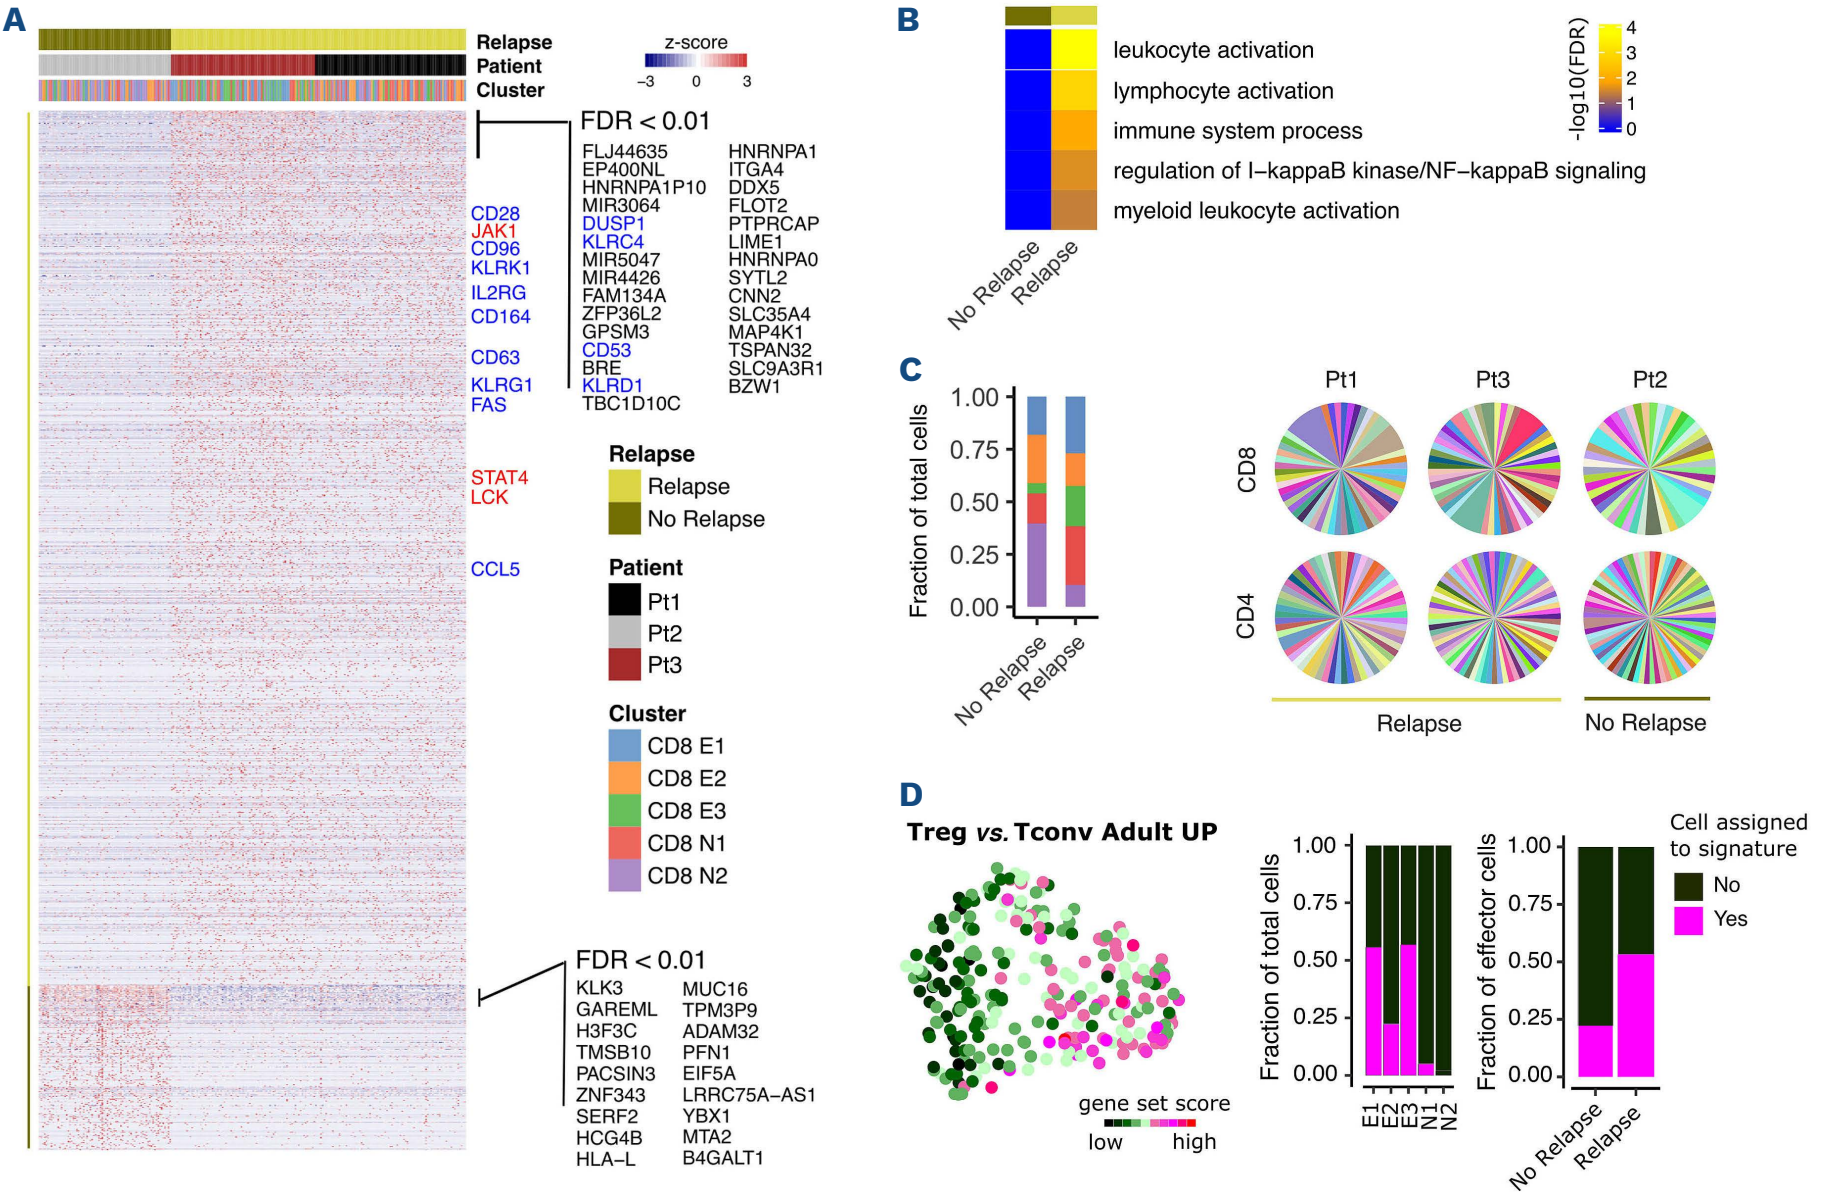 A
Relapse
Patient
Cluster
z-score
−3
0
3
FDR < 0.01
FLJ44635
EP400NL
HNRNPA1P10
MIR3064
DUSP1
KLRC4
MIR5047
MIR4426
FAM134A
ZFP36L2
GPSM3
CD53
BRE
KLRD1
TBC1D10C
HNRNPA1
ITGA4
DDX5
FLOT2
PTPRCAP
LIME1
HNRNPA0
SYTL2
CNN2
SLC35A4
MAP4K1
TSPAN32
SLC9A3R1
BZW1
CD28
JAK1
CD96
KLRK1
IL2RG
CD164
CD63
KLRG1
FAS
STAT4
LCK
CCL5
Relapse
Relapse
No Relapse
Patient
Pt1
Pt2
Pt3
Cluster
CD8 E1
CD8 E2
CD8 E3
CD8 N1
CD8 N2
FDR < 0.01
KLK3
GAREML
H3F3C
TMSB10
PACSIN3
ZNF343
SERF2
HCG4B
HLA−L
MUC16
TPM3P9
ADAM32
PFN1
EIF5A
LRRC75A−AS1
YBX1
MTA2
B4GALT1
B
leukocyte activation
lymphocyte activation
immune system process
regulation of I−kappaB kinase/NF−kappaB signaling
myeloid leukocyte activation
No Relapse
Relapse
-log10(FDR)
4
3
2
1
0
C
Fraction of total cells
1.00
0.75
0.50
0.25
0.00
No Relapse
Relapse
Pt1
Pt3
Pt2
CD8
CD4
Relapse
No Relapse
D
Treg vs. Tconv Adult UP
gene set score
low
high
Fraction of total cells
1.00
0.75
0.50
0.25
0.00
E1
E2
E3
N1
N2
Fraction of effector cells
1.00
0.75
0.50
0.25
0.00
No Relapse
Relapse
Cell assigned
to signature
No
Yes